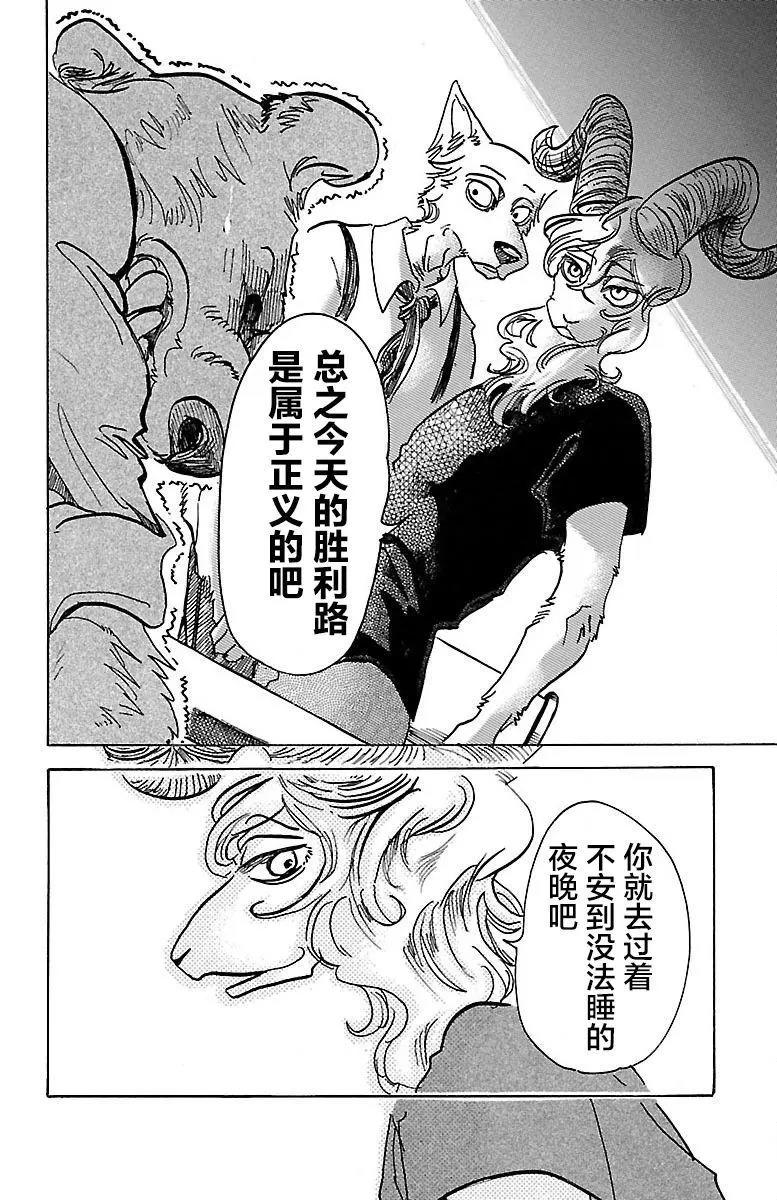 总之今天的胜利路
是属于正义的吧
你就去过着
不安到没法睡的
夜晚吧